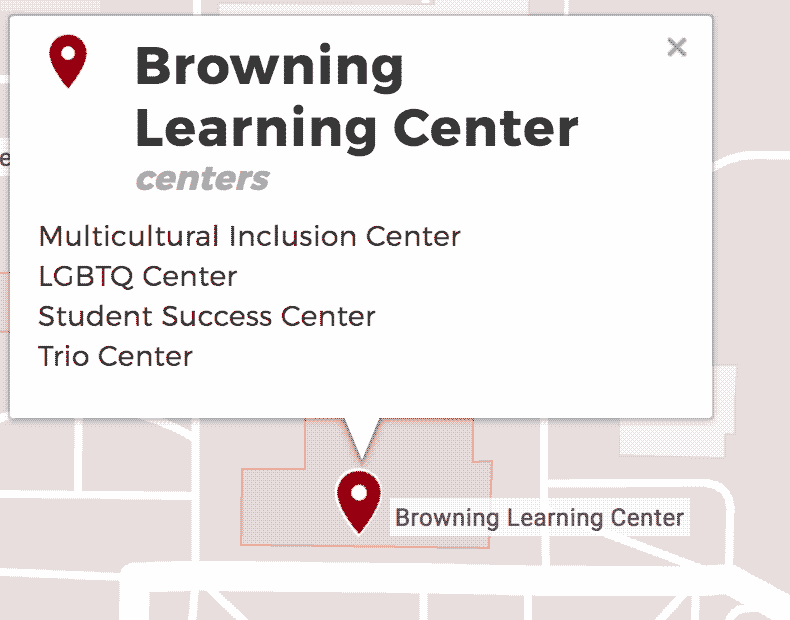 Browning
Learning Center
centers
Multicultural Inclusion Center
LGBTQ Center
Student Success Center
Trio Center
Browning Learning Center